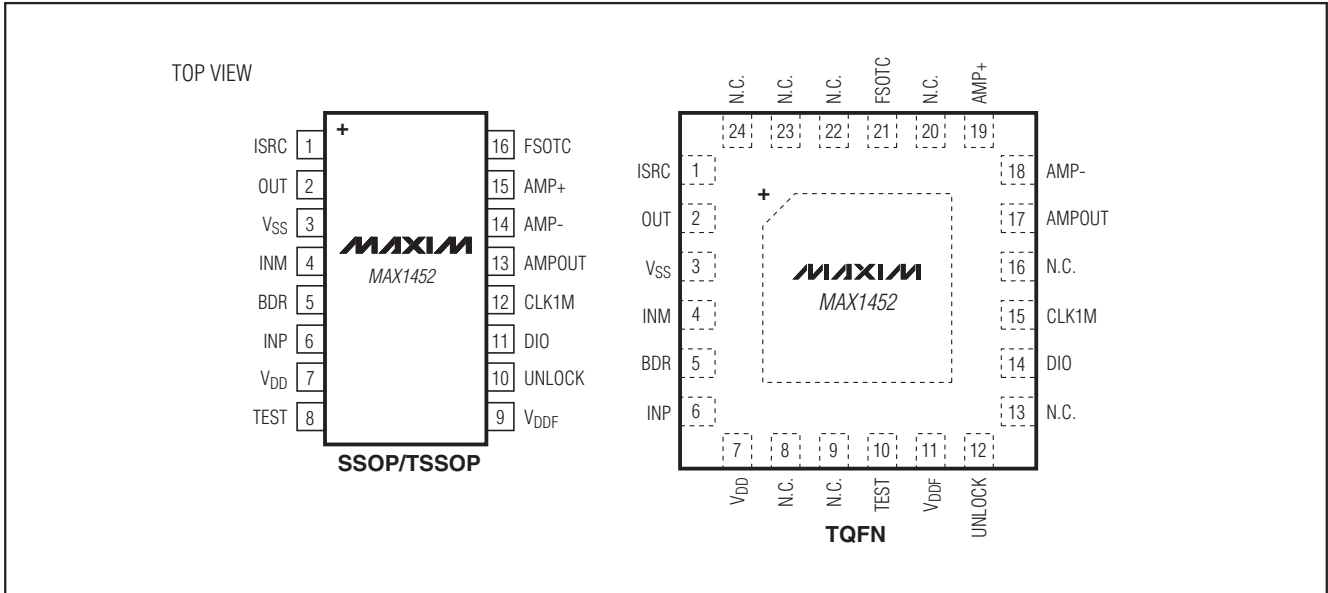 TOP VIEW
+
ISRC 1
OUT 2
VSS 3
INM 4
BDR 5
INP 6
VDD 7
TEST 8
16 FSOTC
15 AMP+
14 AMP-
13 AMPOUT
12 CLK1M
11 DIO
10 UNLOCK
9 VDDF
MAXIM
MAX1452
SSOP/TSSOP
N.C. N.C. N.C. FSOTC N.C. AMP+
24 23 22 21 20 19
+
ISRC 1
OUT 2
VSS 3
INM 4
BDR 5
INP 6
18 AMP-
17 AMPOUT
16 N.C.
15 CLK1M
14 DIO
13 N.C.
MAXIM
MAX1452
7 8 9 10 11 12
VDD N.C. N.C. TEST VDDF UNLOCK
TQFN